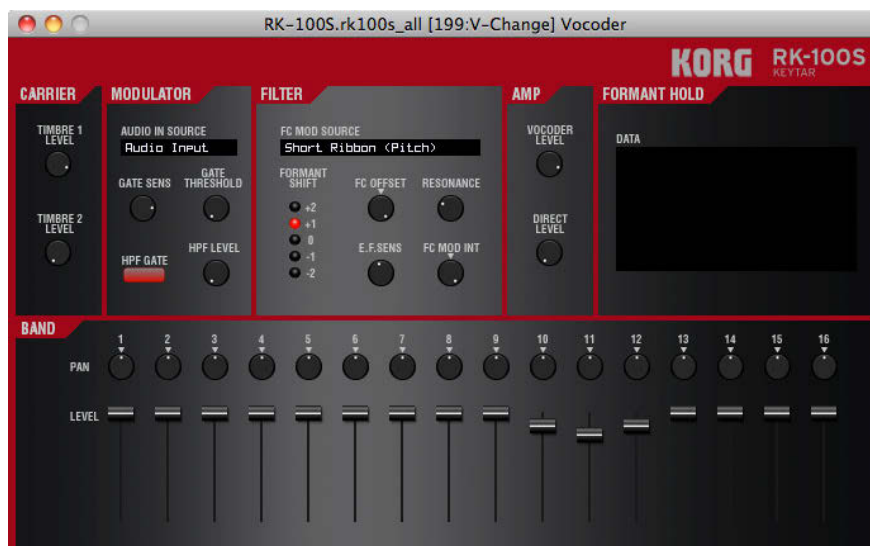 RK-100S.rk100s_all [199:V-Change] Vocoder
KORG RK-100S
KEYTAR
CARRIER MODULATOR FILTER AMP FORMANT HOLD
TIMBRE 1
LEVEL
TIMBRE 2
LEVEL
AUDIO IN SOURCE
Audio Input
GATE SENS
GATE
THRESHOLD
HPF GATE
HPF LEVEL
FC MOD SOURCE
Short Ribbon (Pitch)
FORMANT
SHIFT
+2
+1
0
-1
-2
FC OFFSET
RESONANCE
E.F.SENS
FC MOD INT
VOCODER
LEVEL
DIRECT
LEVEL
DATA
BAND
1 2 3 4 5 6 7 8 9 10 11 12 13 14 15 16
PAN
LEVEL